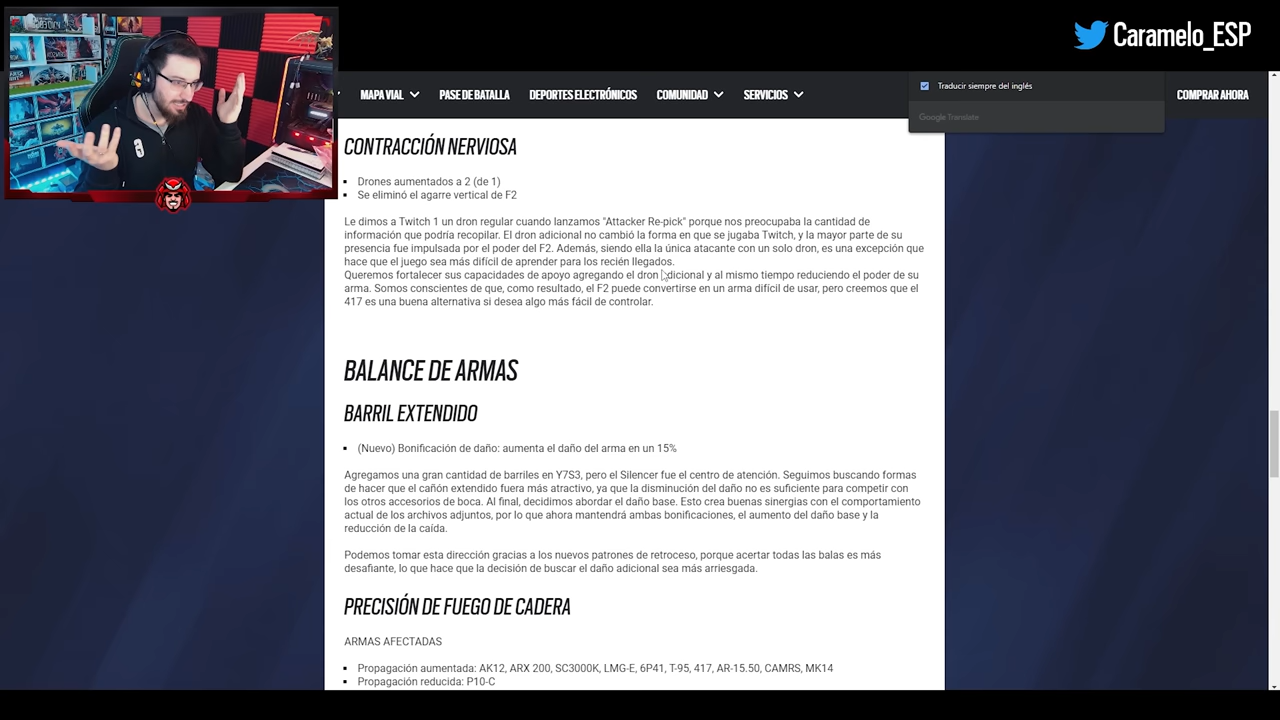 Caramelo_ESP
MAPA VIAL
PASE DE BATALLA
DEPORTES ELECTRÓNICOS
COMUNIDAD
SERVICIOS
COMPRAR AHORA
Traducir siempre del inglés
Google Translate
CONTRACCIÓN NERVIOSA
Drones aumentados a 2 (de 1)
Se eliminó el agarre vertical de F2
Le dimos a Twitch 1 un dron regular cuando lanzamos "Attacker Re-pick" porque nos preocupaba la cantidad de
información que podría recopilar. El dron adicional no cambió la forma en que se jugaba Twitch, y la mayor parte de su
presencia fue impulsada por el poder del F2. Además, siendo ella la única atacante con un solo dron, es una excepción que
hace que el juego sea más difícil de aprender para los recién llegados.
Queremos fortalecer sus capacidades de apoyo agregando el dron adicional y al mismo tiempo reduciendo el poder de su
arma. Somos conscientes de que, como resultado, el F2 puede convertirse en un arma difícil de usar, pero creemos que el
417 es una buena alternativa si desea algo más fácil de controlar.
BALANCE DE ARMAS
BARRIL EXTENDIDO
(Nuevo) Bonificación de daño: aumenta el daño del arma en un 15%
Agregamos una gran cantidad de barriles en Y7S3, pero el Silencer fue el centro de atención. Seguimos buscando formas
de hacer que el cañón extendido fuera más atractivo, ya que la disminución del daño no es suficiente para competir con
los otros accesorios de boca. Al final, decidimos abordar el daño base. Esto crea buenas sinergias con el comportamiento
actual de los archivos adjuntos, por lo que ahora mantendrá ambas bonificaciones, el aumento del daño base y la
reducción de la caída.
Podemos tomar esta dirección gracias a los nuevos patrones de retroceso, porque acertar todas las balas es más
desafiante, lo que hace que la decisión de buscar el daño adicional sea más arriesgada.
PRECISIÓN DE FUEGO DE CADERA
ARMAS AFECTADAS
Propagación aumentada: AK12, ARX 200, SC3000K, LMG-E, 6P41, T-95, 417, AR-15.50, CAMRS, MK14
Propagación reducida: P10-C